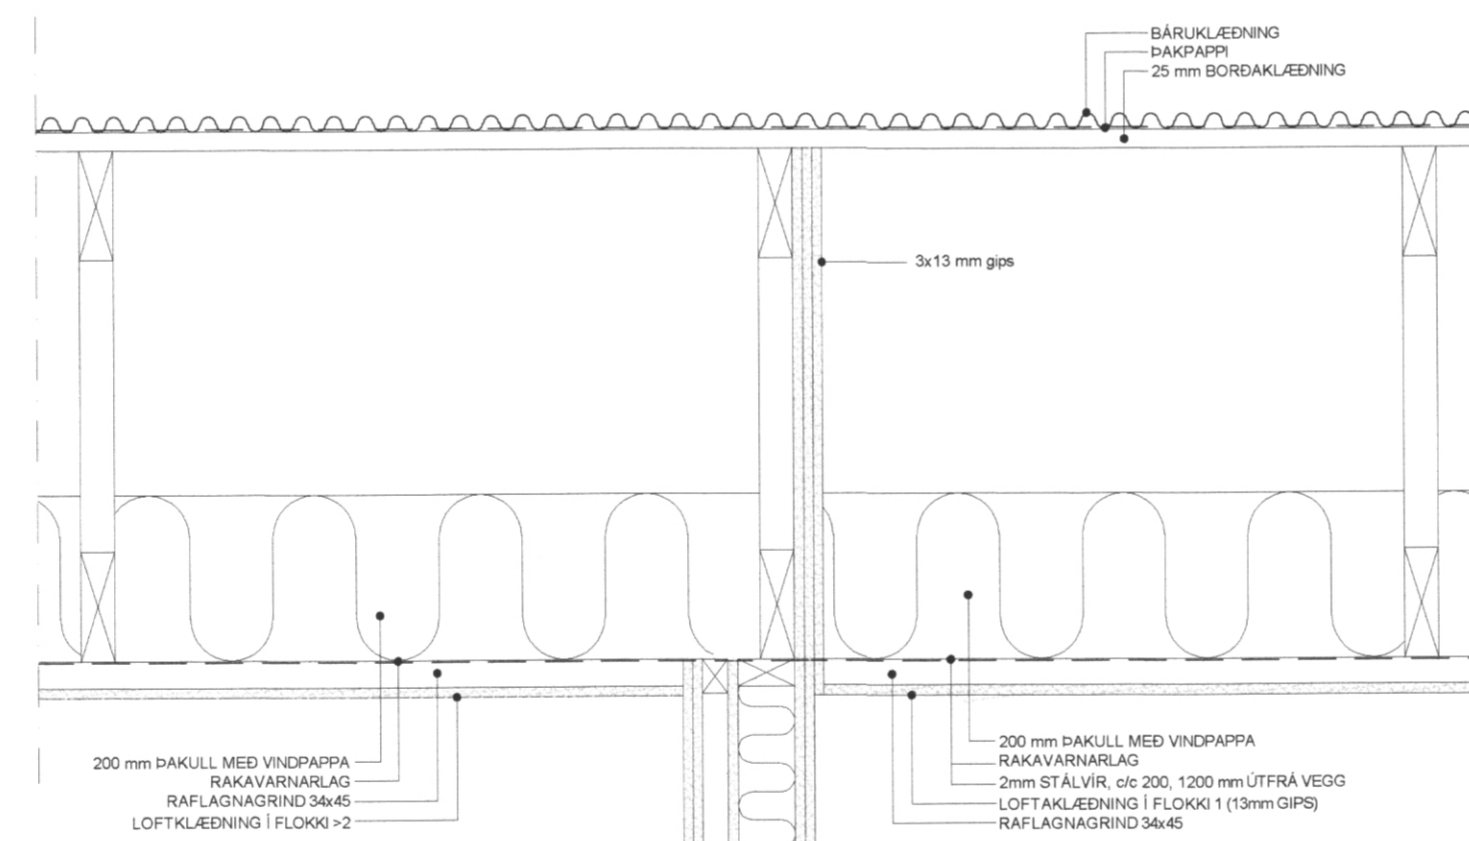 BÁRUKLÆÐNING
ÞAKPAPPI
25 mm BORÐAKLÆÐNING
3x13 mm gips
200 mm ÞAKULL MEÐ VINDPAPPA
RAKAVARNARLAG
RAFLAGNAGRIND 34x45
LOFTKLÆÐNING Í FLOKKI >2
200 mm ÞAKULL MEÐ VINDPAPPA
RAKAVARNARLAG
2mm STÁLVÍR, c/c 200, 1200 mm ÚTFRÁ VEGG
LOFTAKLÆÐNING Í FLOKKI 1 (13mm GIPS)
RAFLAGNAGRIND 34x45